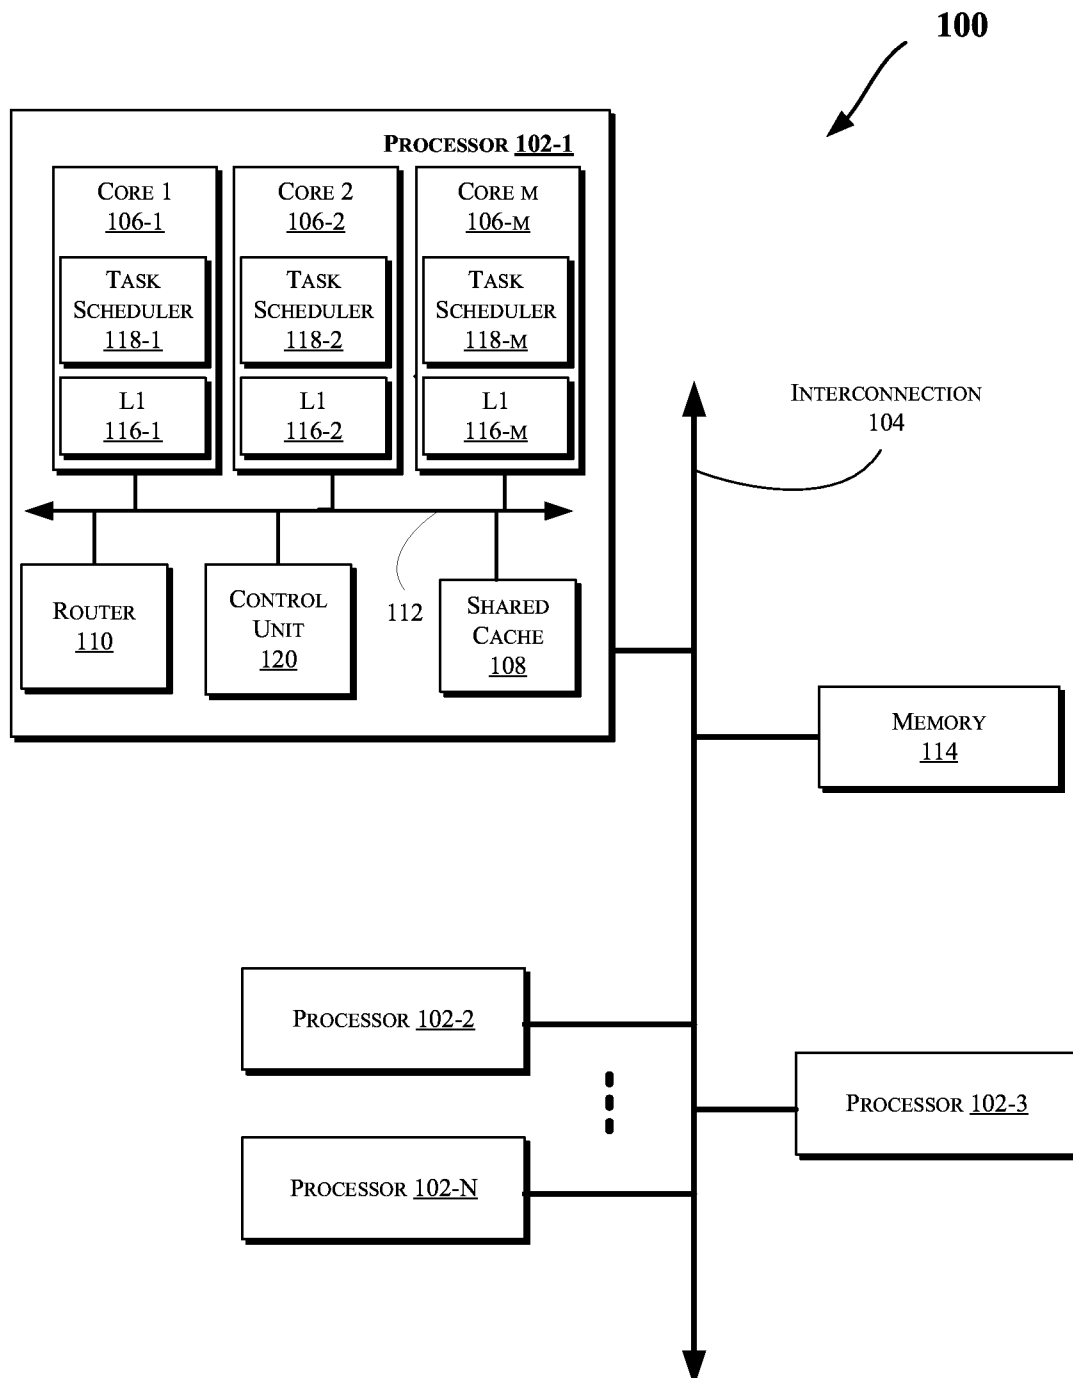 100
PROCESSOR 102-1
CORE 1
106-1
TASK
SCHEDULER
118-1
L1
116-1
CORE 2
106-2
TASK
SCHEDULER
118-2
L1
116-2
CORE M
106-M
TASK
SCHEDULER
118-M
L1
116-M
INTERCONNECTION
104
ROUTER
110
CONTROL
UNIT
120
112
SHARED
CACHE
108
MEMORY
114
PROCESSOR 102-2
PROCESSOR 102-3
PROCESSOR 102-N